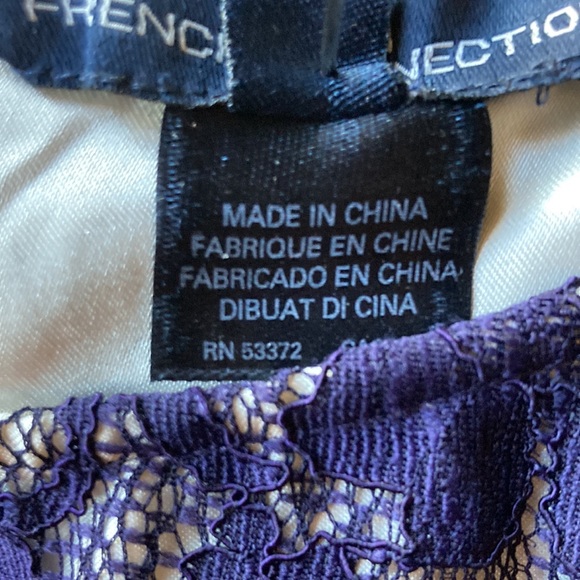 FRENC NECTIO
MADE IN CHINA
FABRIQUE EN CHINE
FABRICADO EN CHINA
DIBUAT DI CINA
RN 53372